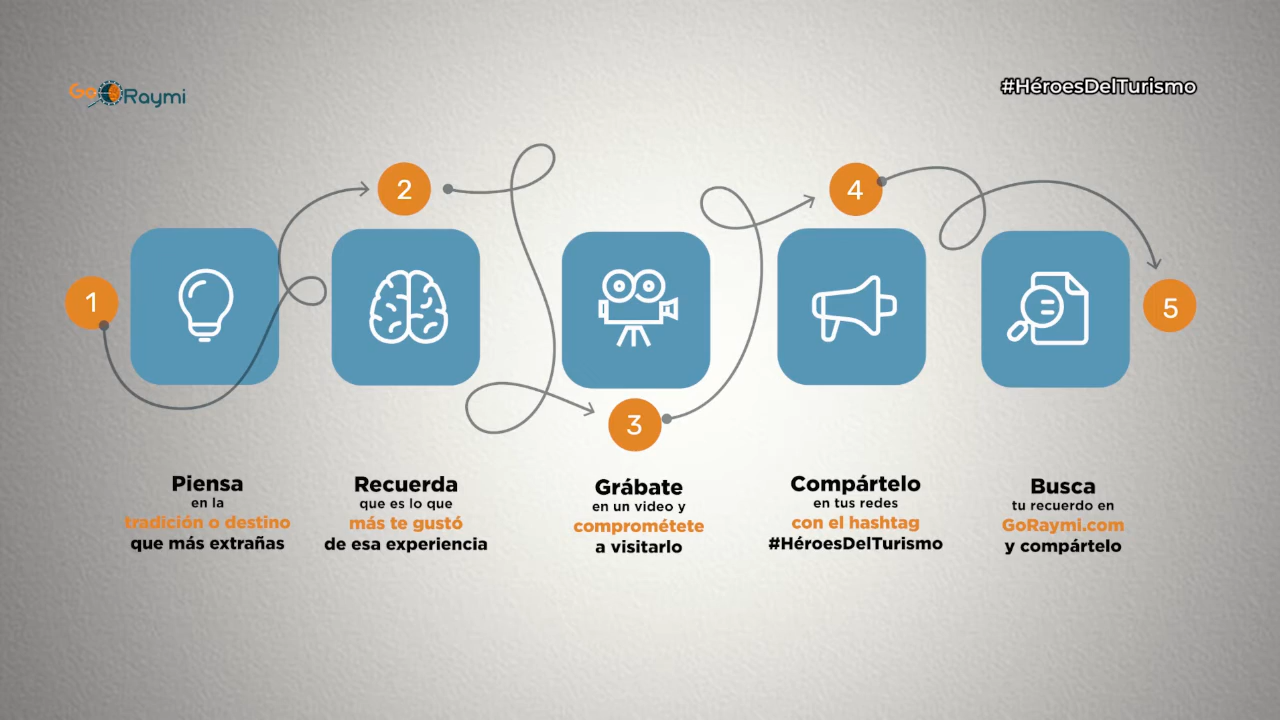 Go Raymi
#HéroesDelTurismo
1
2
3
4
5
Piensa
en la
tradición o destino
que más extrañas
Recuerda
que es lo que
más te gustó
de esa experiencia
Grábate
en un video y
comprométete
a visitarlo
Compártelo
en tus redes
con el hashtag
#HéroesDelTurismo
Busca
tu recuerdo en
GoRaymi.com
y compártelo